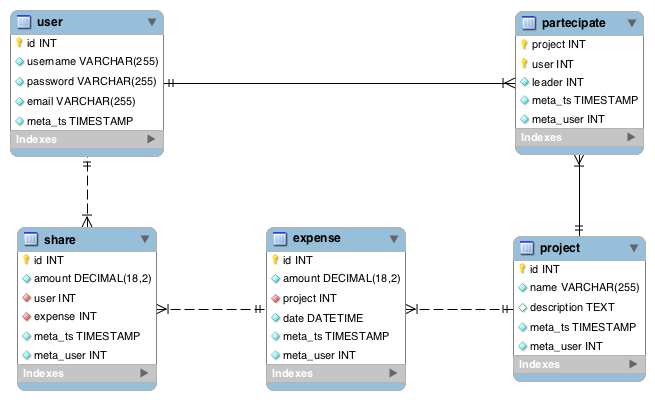 user
id INT
username VARCHAR(255)
password VARCHAR(255)
email VARCHAR(255)
meta_ts TIMESTAMP
Indexes
partecipate
project INT
user INT
leader INT
meta_ts TIMESTAMP
meta_user INT
Indexes
share
id INT
amount DECIMAL(18,2)
user INT
expense INT
meta_ts TIMESTAMP
meta_user INT
Indexes
expense
id INT
amount DECIMAL(18,2)
project INT
date DATETIME
meta_ts TIMESTAMP
meta_user INT
Indexes
project
id INT
name VARCHAR(255)
description TEXT
meta_ts TIMESTAMP
meta_user INT
Indexes